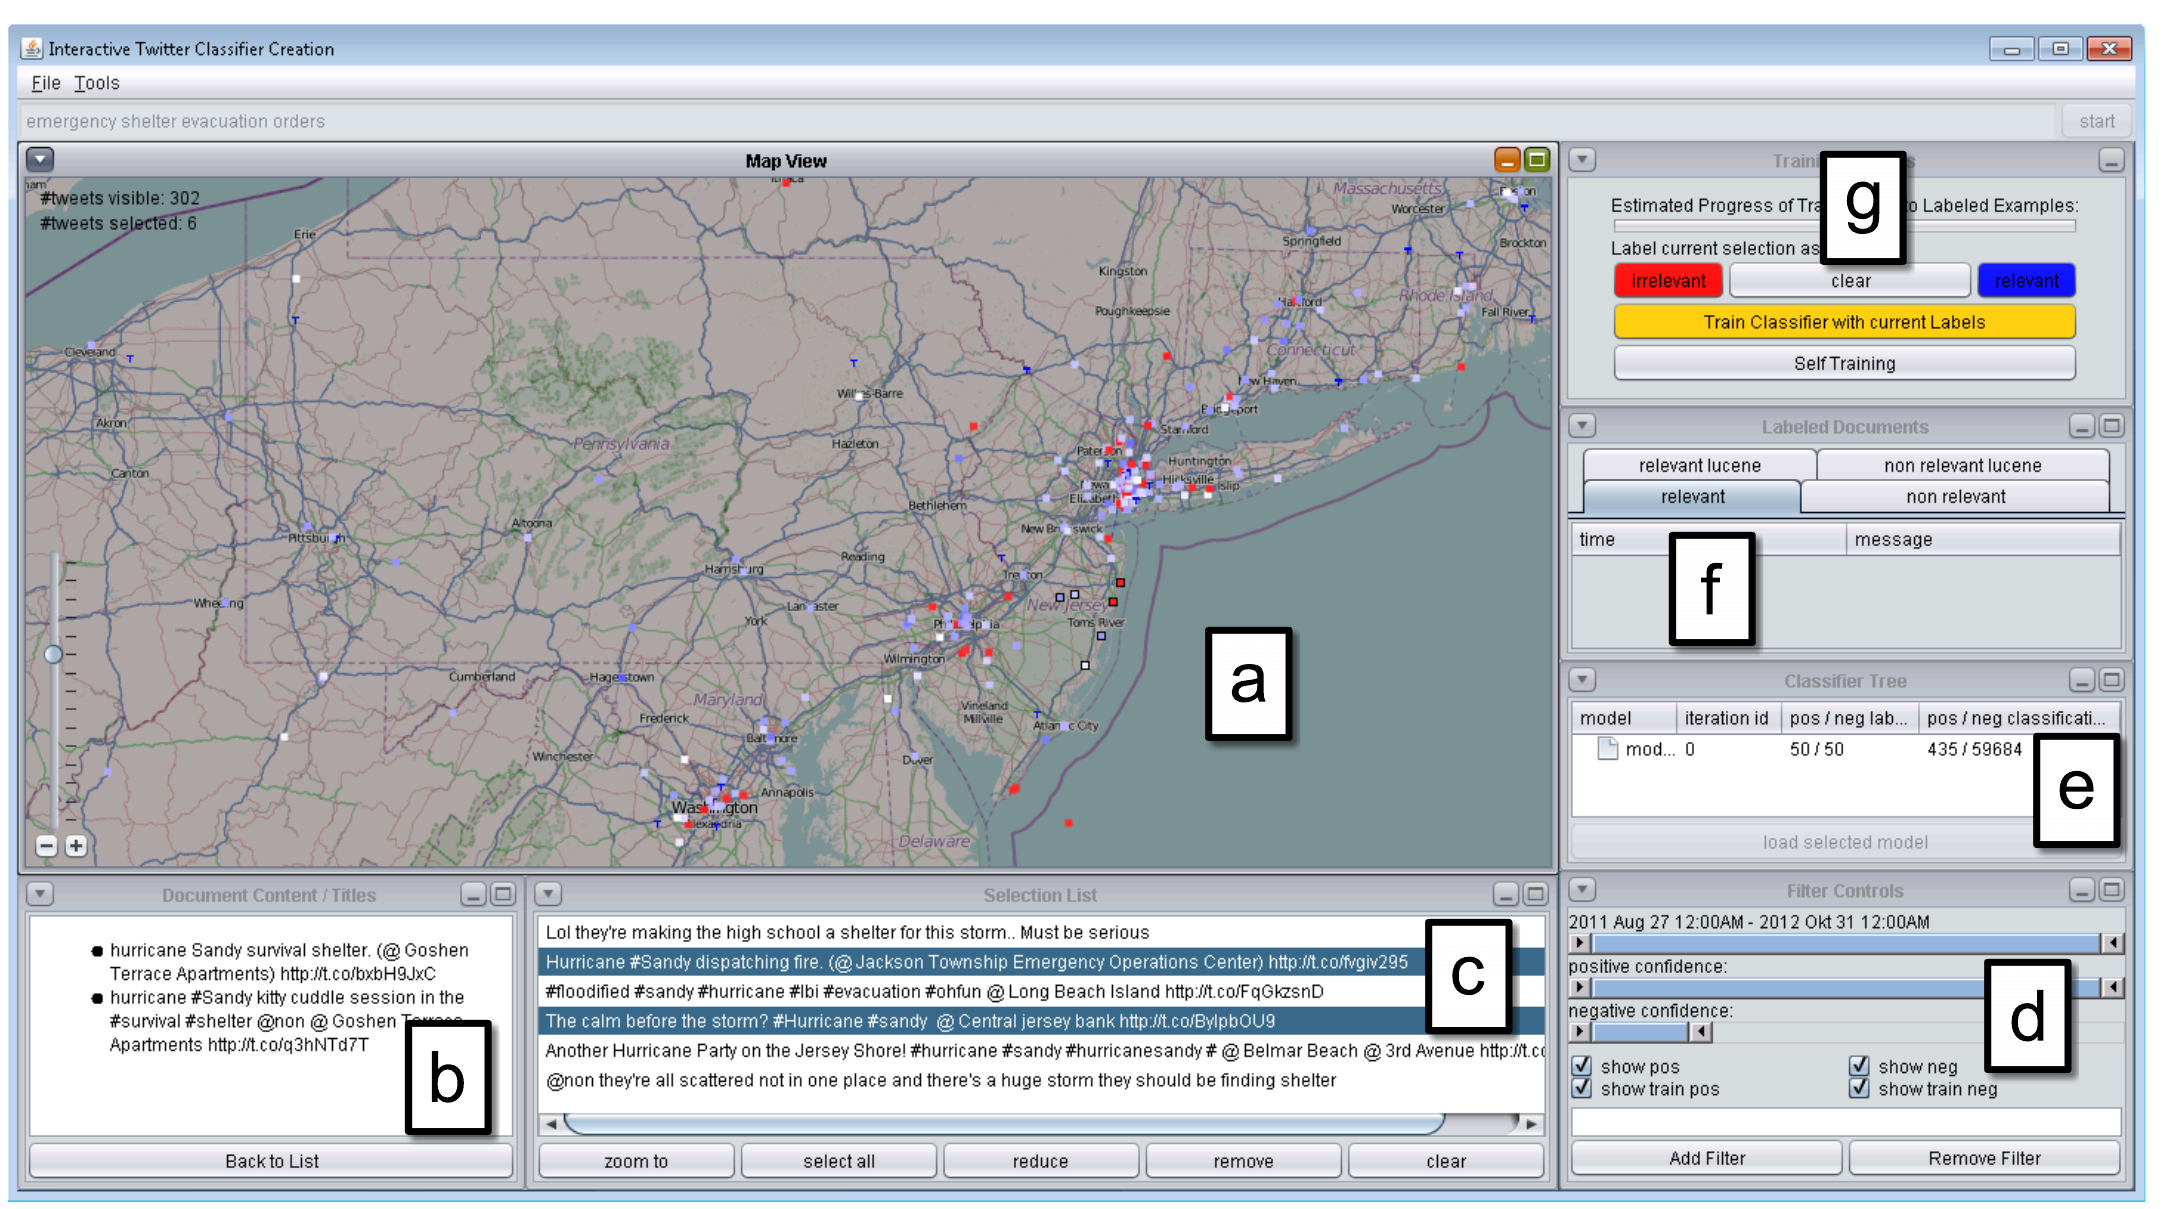 Interactive Twitter Classifier Creation
File Tools
emergency shelter evacuation orders
start
Map View
#tweets visible: 302
#tweets selected: 6
Massachusetts
Worcester
Erie
Springfield
Brockton
Kingston
Rhode Island
Poughkeepsie
Fall River
Cleveland
Connecticut
New Haven
Akron
Stamford
Pennsylvania
Hazleton
Huntington
Canton
Hicksville
Islip
Bethlehem
Altoona
New Brunswick
Pittsburgh
Reading
Harrisburg
Trenton
Wheeling
Lancaster
New Jersey
York
Philadelphia
Toms River
Wilmington
Cumberland
Hagerstown
Maryland
Frederick
Vineland
Millville
Atlantic City
Baltimore
Winchester
Dover
Annapolis
Washington
Alexandria
Delaware
a
Estimated Progress of
to Labeled Examples:
g
Label current selection as
irrelevant
clear
relevant
Train Classifier with current Labels
Self Training
Labeled Documents
relevant lucene
non relevant lucene
relevant
non relevant
time
message
f
Classifier Tree
model
iteration id
pos / neg lab...
pos / neg classificati...
mod...
0
50 / 50
435 / 59684
e
load selected model
Document Content / Titles
hurricane Sandy survival shelter. (@ Goshen
Terrace Apartments) http://t.co/bxbH9JxC
hurricane #Sandy kitty cuddle session in the
#survival #shelter @non @ Goshen Terrace
Apartments http://t.co/q3hNTd7T
b
Back to List
Selection List
Lol they're making the high school a shelter for this storm.. Must be serious
Hurricane #Sandy dispatching fire. (@ Jackson Township Emergency Operations Center) http://t.co/fvgiv295
#floodified #sandy #hurricane #lbi #evacuation #ohfun @ Long Beach Island http://t.co/FqGkzsnD
The calm before the storm? #Hurricane #sandy @ Central jersey bank http://t.co/BylpbOU9
Another Hurricane Party on the Jersey Shore! #hurricane #sandy #hurricanesandy # @ Belmar Beach @ 3rd Avenue http://t.co
@non they're all scattered not in one place and there's a huge storm they should be finding shelter
c
zoom to
select all
reduce
remove
clear
Filter Controls
2011 Aug 27 12:00AM - 2012 Okt 31 12:00AM
positive confidence:
negative confidence:
d
show pos
show neg
show train pos
show train neg
Add Filter
Remove Filter